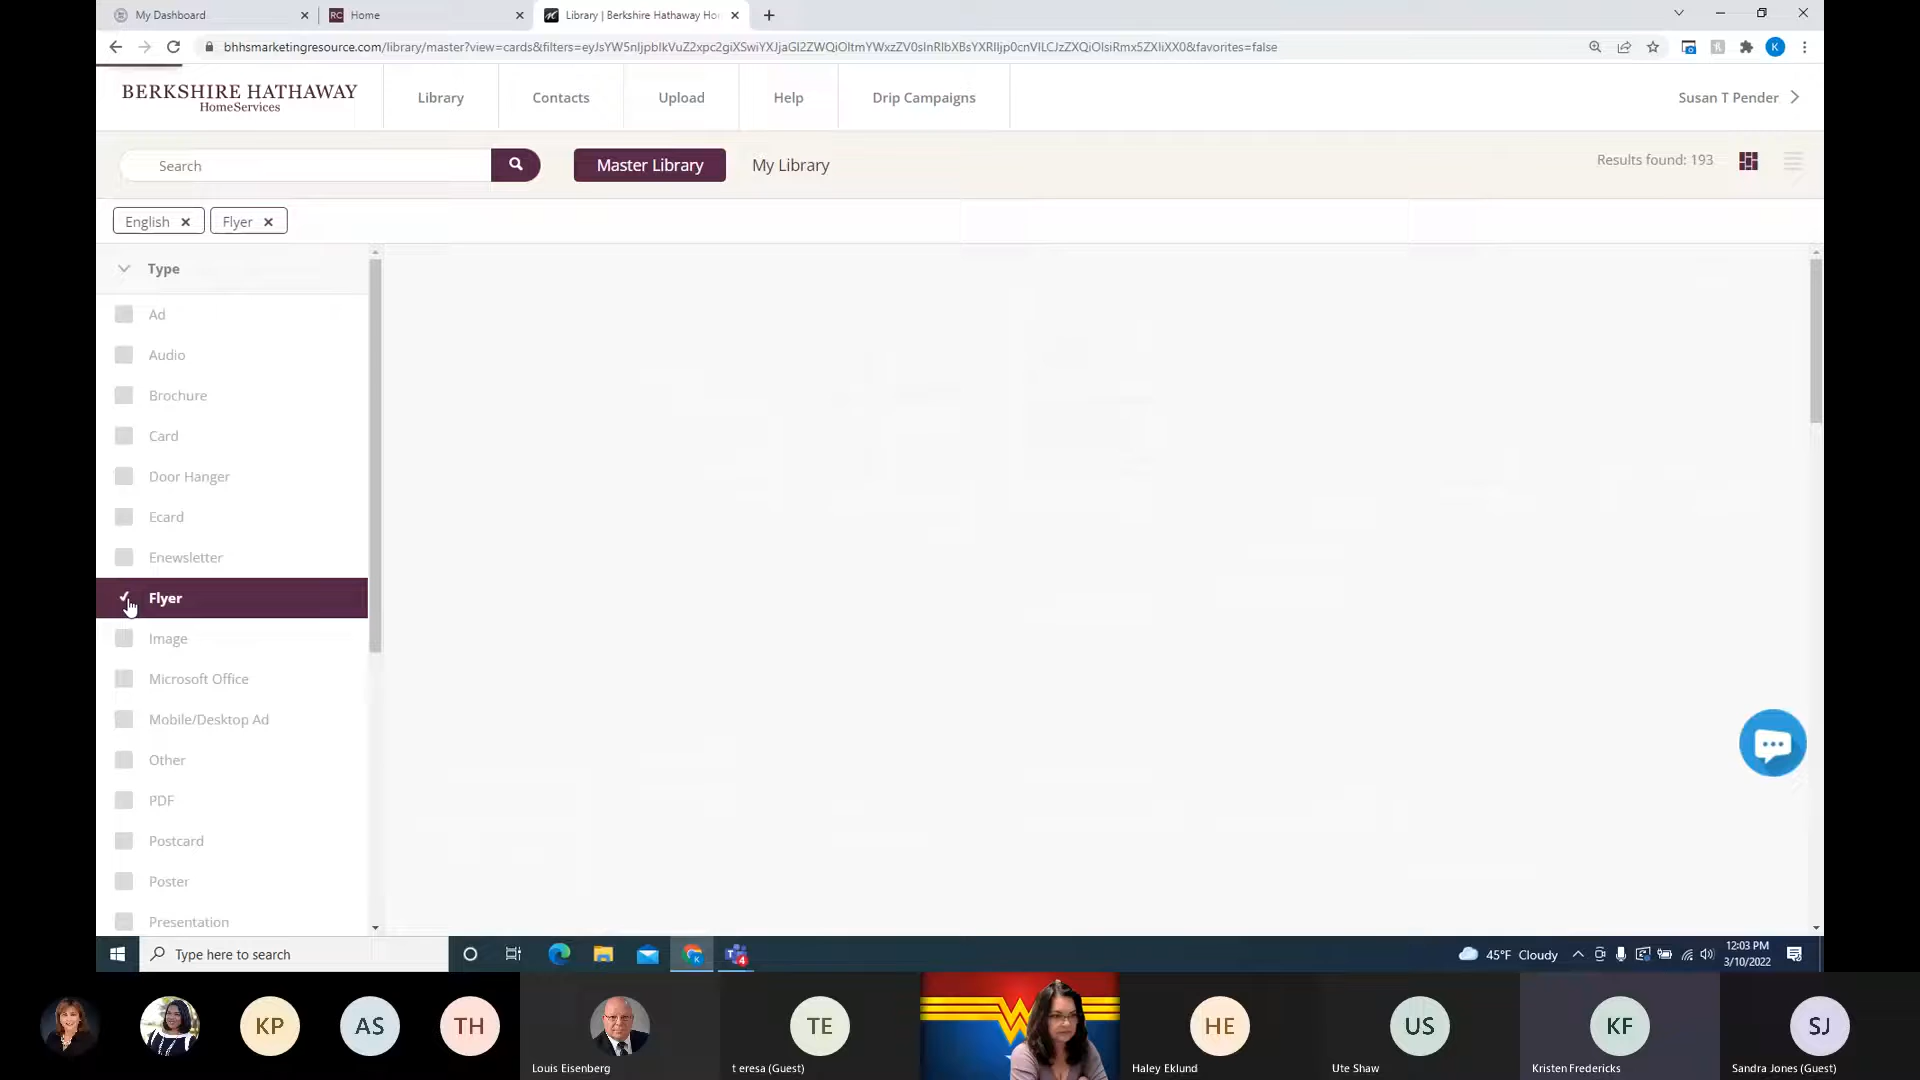 My Dashboard
RC Home
Library | Berkshire Hathaway Ho
bhhsmarketingresource.com/library/master?view=cards&filters=
&favorites=false
K
BERKSHIRE HATHAWAY
HomeServices
Library
Contacts
Upload
Help
Drip Campaigns
Susan T Pender
Search
Master Library
My Library
Results found: 193
English
Flyer
Type
Ad
Audio
Brochure
Card
Door Hanger
Ecard
Enewsletter
Flyer
Image
Microsoft Office
Mobile/Desktop Ad
Other
PDF
Postcard
Poster
Presentation
Type here to search
K
4
45°F Cloudy
12:03 PM
3/10/2022
KP
AS
TH
TE
W
HE
US
KF
SJ
Louis Eisenberg
t eresa (Guest)
Haley Eklund
Ute Shaw
Kristen Fredericks
Sandra Jones (Guest)